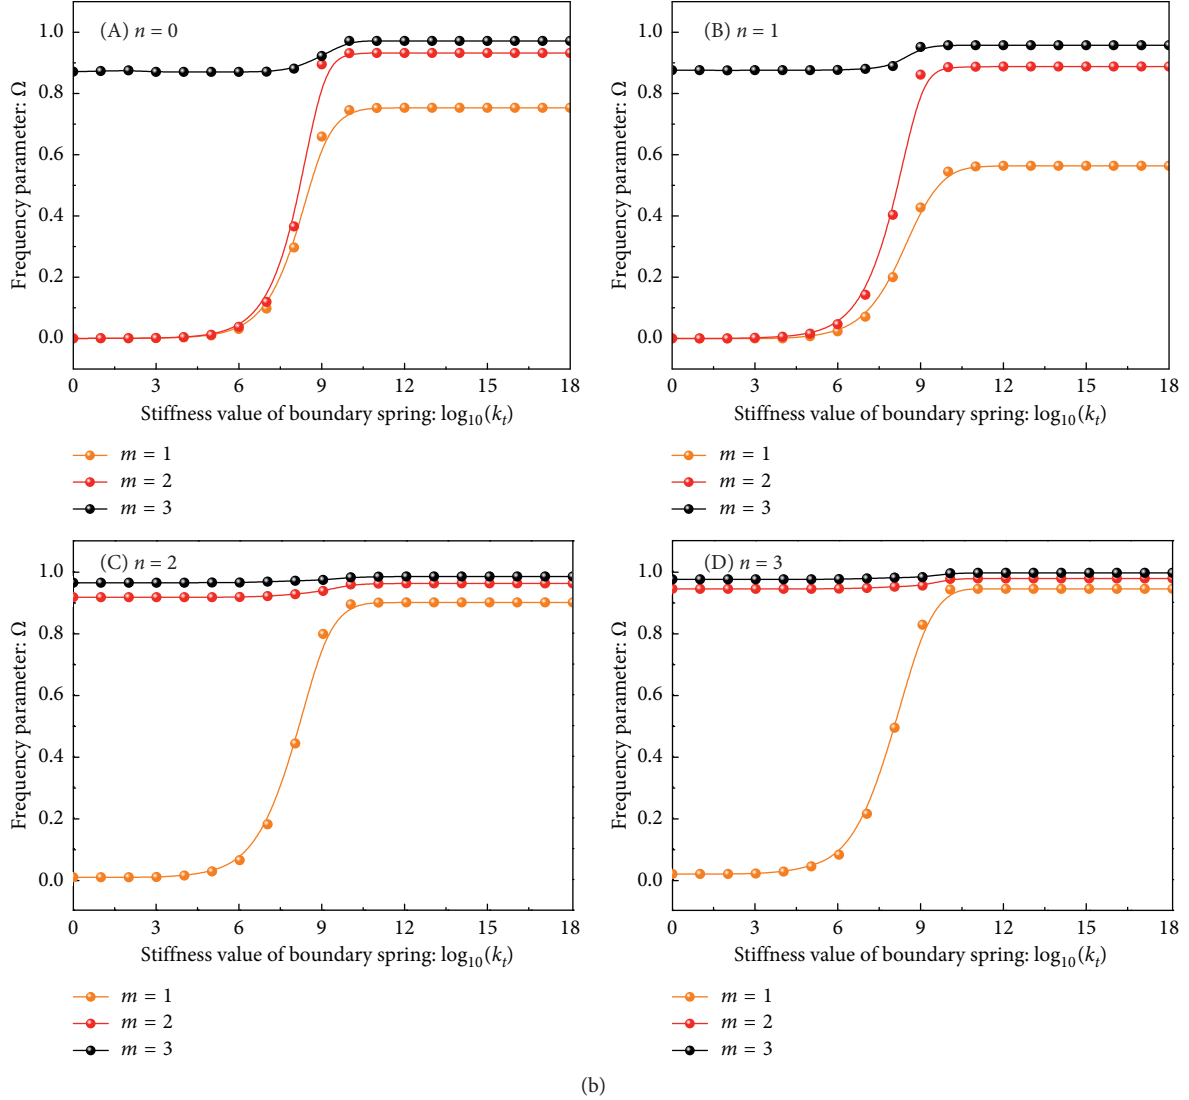 (A) n = 0
1.0
0.8
0.6
0.4
0.2
0.0
Frequency parameter: Ω
0 3 6 9 12 15 18
Stiffness value of boundary spring: log₁₀(kₜ)
m = 1
m = 2
m = 3
(B) n = 1
1.0
0.8
0.6
0.4
0.2
0.0
Frequency parameter: Ω
0 3 6 9 12 15 18
Stiffness value of boundary spring: log₁₀(kₜ)
m = 1
m = 2
m = 3
(C) n = 2
1.0
0.8
0.6
0.4
0.2
0.0
Frequency parameter: Ω
0 3 6 9 12 15 18
Stiffness value of boundary spring: log₁₀(kₜ)
m = 1
m = 2
m = 3
(D) n = 3
1.0
0.8
0.6
0.4
0.2
0.0
Frequency parameter: Ω
0 3 6 9 12 15 18
Stiffness value of boundary spring: log₁₀(kₜ)
m = 1
m = 2
m = 3
(b)